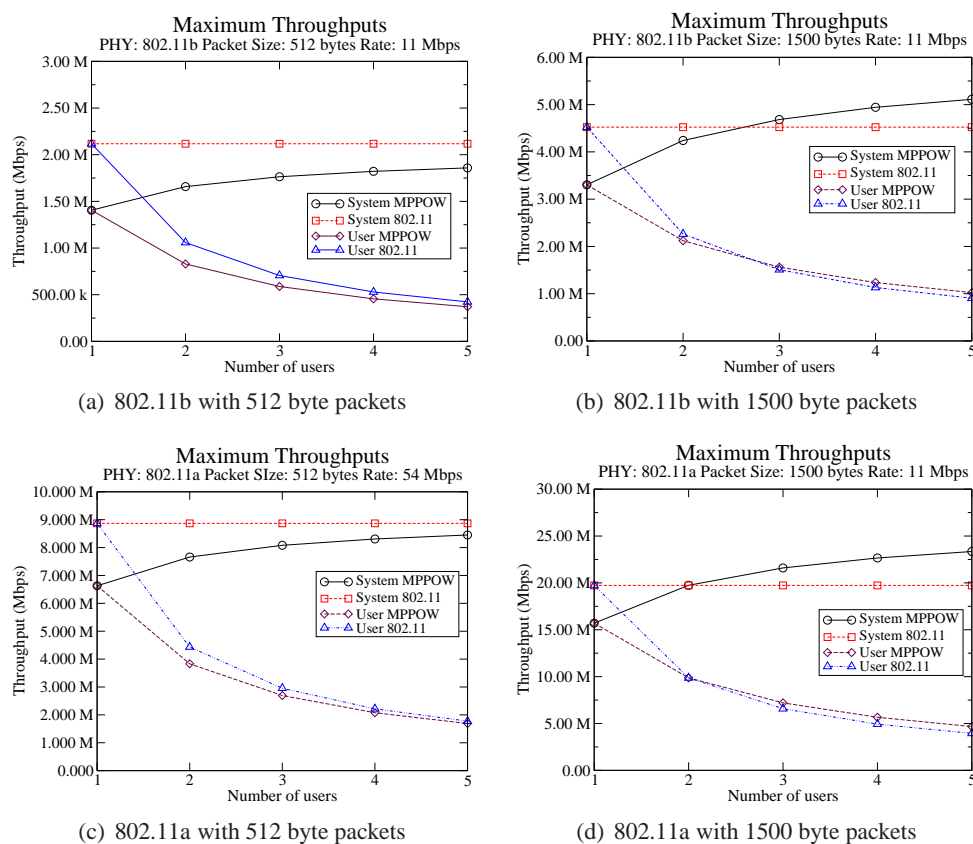 Maximum Throughputs
PHY: 802.11b Packet Size: 512 bytes Rate: 11 Mbps
3.00 M
2.50 M
2.00 M
1.50 M
1.00 M
500.00 k
0.00
Throughput (Mbps)
System MPPOW
System 802.11
User MPPOW
User 802.11
1 2 3 4 5
Number of users
(a) 802.11b with 512 byte packets
Maximum Throughputs
PHY: 802.11b Packet Size: 1500 bytes Rate: 11 Mbps
6.00 M
5.00 M
4.00 M
3.00 M
2.00 M
1.00 M
0.00
Throughput (Mbps)
System MPPOW
System 802.11
User MPPOW
User 802.11
1 2 3 4 5
Number of users
(b) 802.11b with 1500 byte packets
Maximum Throughputs
PHY: 802.11a Packet SIze: 512 bytes Rate: 54 Mbps
10.000 M
9.000 M
8.000 M
7.000 M
6.000 M
5.000 M
4.000 M
3.000 M
2.000 M
1.000 M
0.000
Throughput (Mbps)
System MPPOW
System 802.11
User MPPOW
User 802.11
1 2 3 4 5
Number of users
(c) 802.11a with 512 byte packets
Maximum Throughputs
PHY: 802.11a Packet Size: 1500 bytes Rate: 11 Mbps
30.00 M
25.00 M
20.00 M
15.00 M
10.00 M
5.00 M
0.00
Throughput (Mbps)
System MPPOW
System 802.11
User MPPOW
User 802.11
1 2 3 4 5
Number of users
(d) 802.11a with 1500 byte packets